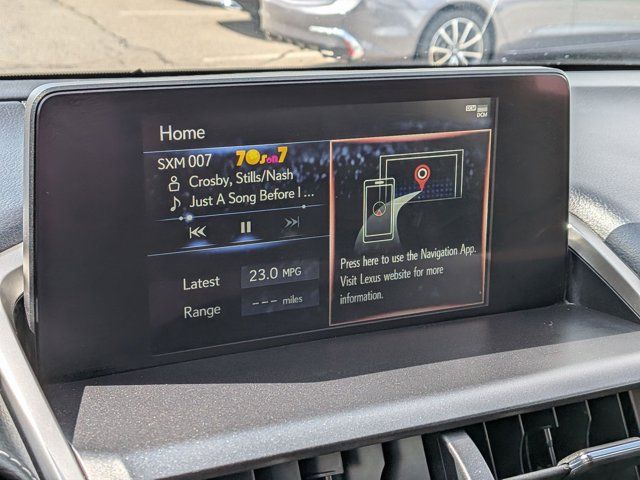 DCM
Home
SXM 007 70s on 7
Crosby, Stills/Nash
Just A Song Before I ...
Latest 23.0 MPG
Range --- miles
Press here to use the Navigation App.
Visit Lexus website for more
information.